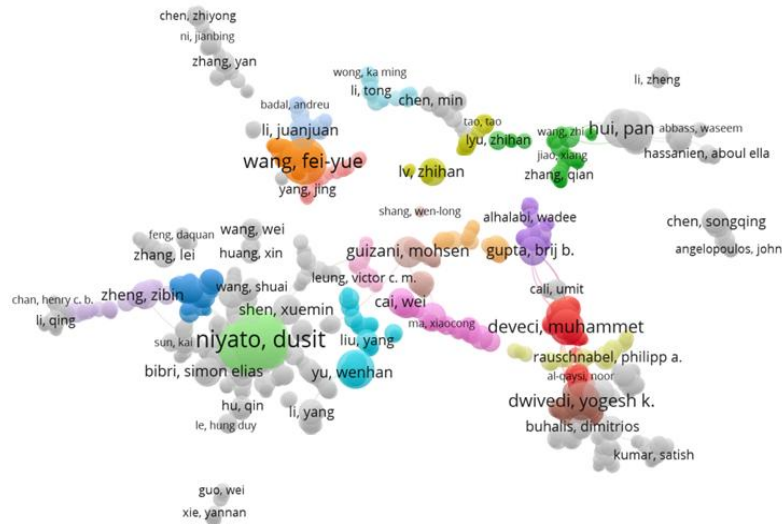 chen, zhiyong
ni, jianbing
zhang, yan
wong, ka ming
li, tong
chen, min
li, zheng
badal, andreu
li, juanjuan
tao, tao
lyu, zhihan
wang, zhi
hui, pan
abbass, waseem
wang, fei-yue
jiao, xiang
hassanien, aboul ella
yang, jing
lv, zhihan
zhang, qian
shang, wen-long
alhalabi, wadee
chen, songqing
feng, daquan
wang, wei
zhang, lei
huang, xin
guizani, mohsen
gupta, brij b.
angelopoulos, john
leung, victor c. m.
wang, shuai
cali, umit
chan, henry c. b.
zheng, zibin
cai, wei
li, qing
shen, xuemin
ma, xiaocong
deveci, muhammet
sun, kai
niyato, dusit
liu, yang
rauschnabel, philipp a.
bibri, simon elias
yu, wenhan
al-qaysi, noor
hu, qin
li, yang
dwivedi, yogesh k.
le, hung duy
buhalis, dimitrios
kumar, satish
guo, wei
xie, yannan